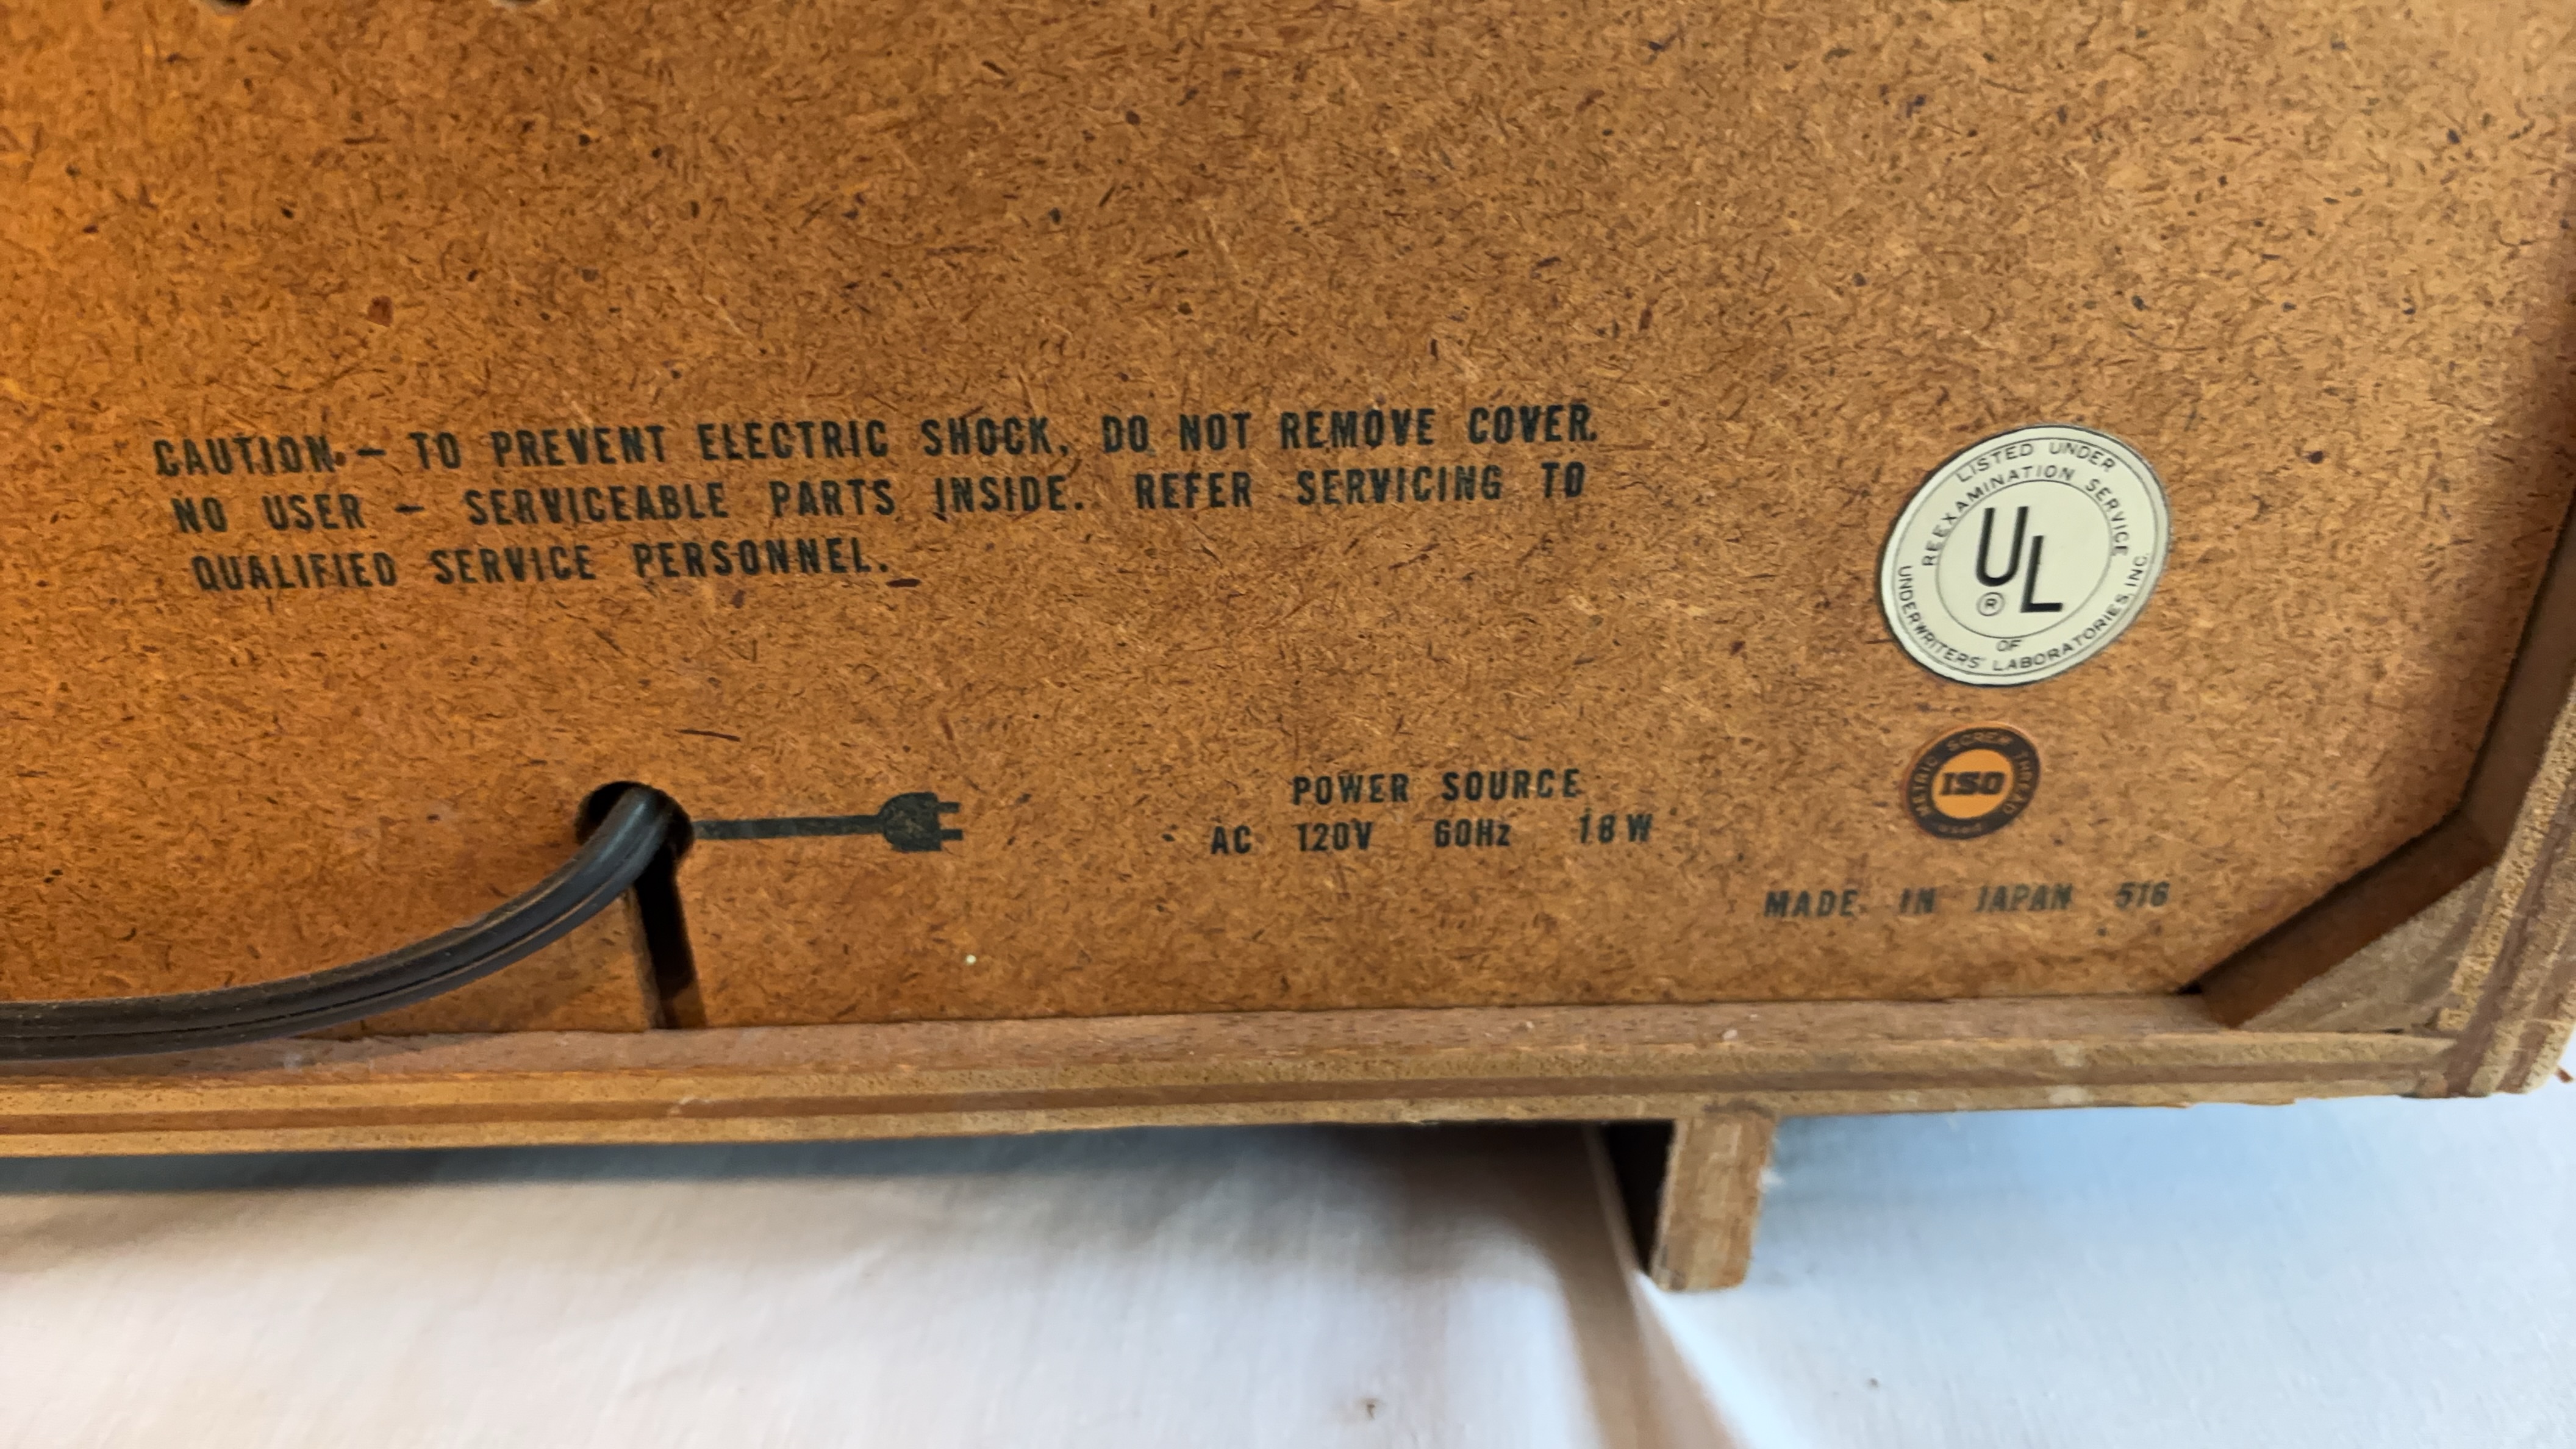 CAUTION.— TO PREVENT ELECTRIC SHOCK, DO NOT REMOVE COVER.
NO USER — SERVICEABLE PARTS INSIDE. REFER SERVICING TO
QUALIFIED SERVICE PERSONNEL.
LISTED UNDER
REEXAMINATION SERVICE
UL
®
OF
UNDERWRITERS' LABORATORIES, INC.
POWER SOURCE
AC 120V 60Hz 18W
METRIC SCREW THREAD
ISO
USED
MADE IN JAPAN 576